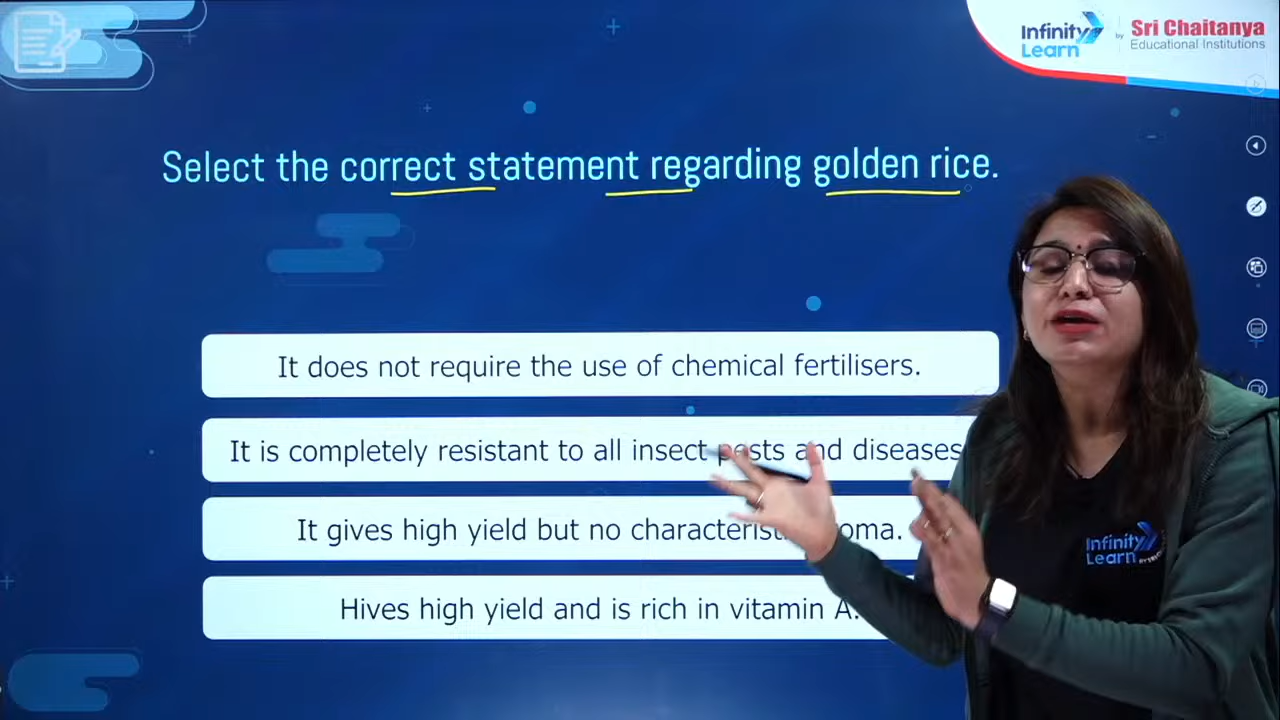 Infinity
Learn
by
Sri Chaitanya
Educational Institutions
Select the correct statement regarding golden rice.
It does not require the use of chemical fertilisers.
It is completely resistant to all insect pests and diseases
It gives high yield but no
Hives high yield and is rich in vitamin A.
Infinity
Learn